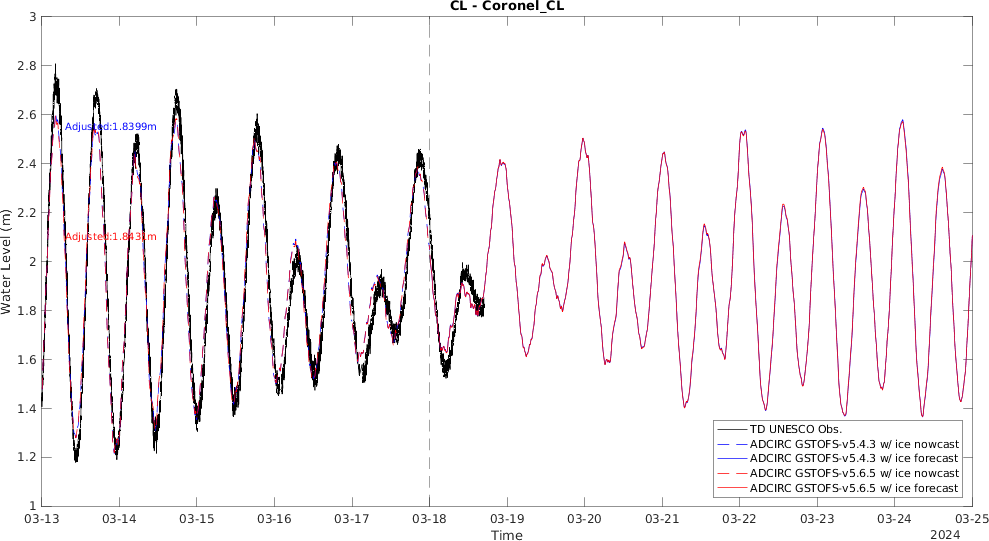 CL - Coronel_CL
3
2.8
2.6
2.4
2.2
2
1.8
1.6
1.4
1.2
1
Water Level (m)
Adjusted:1.8399m
Adjusted:1.8431m
TD UNESCO Obs.
ADCIRC GSTOFS-v5.4.3 w/ ice nowcast
ADCIRC GSTOFS-v5.4.3 w/ ice forecast
ADCIRC GSTOFS-v5.6.5 w/ ice nowcast
ADCIRC GSTOFS-v5.6.5 w/ ice forecast
03-13 03-14 03-15 03-16 03-17 03-18 03-19 03-20 03-21 03-22 03-23 03-24 03-25
Time
2024